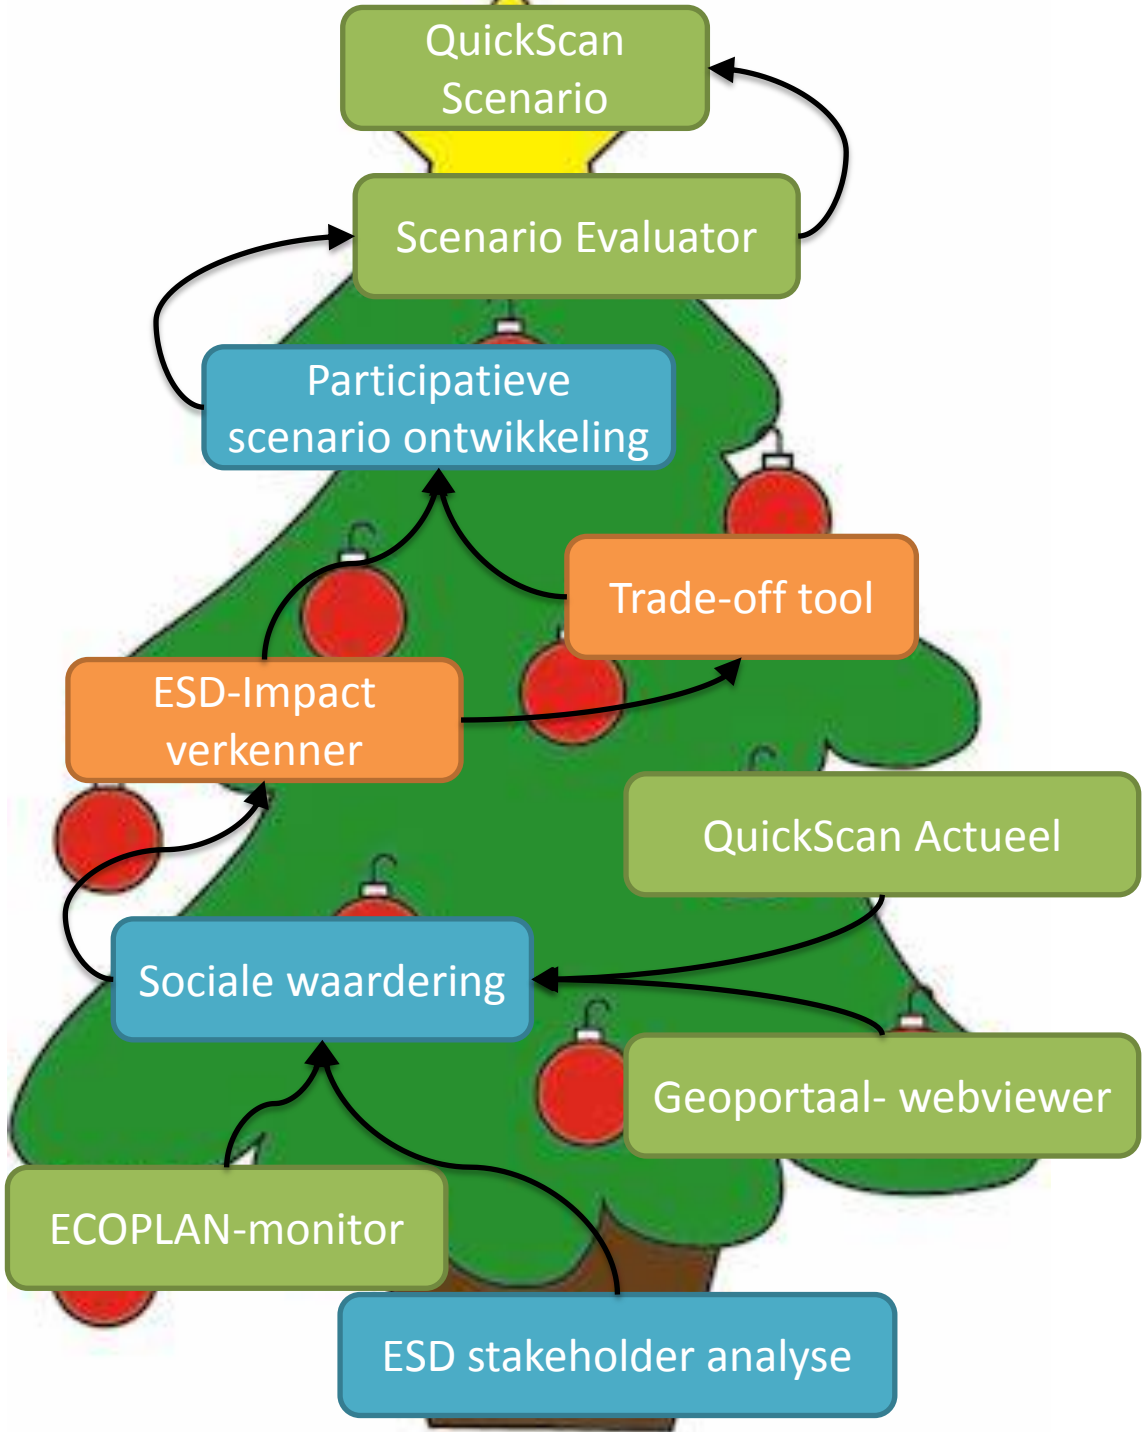 QuickScan
Scenario
Scenario Evaluator
Participatieve
scenario ontwikkeling
Trade-off tool
ESD-Impact
verkenner
QuickScan Actueel
Sociale waardering
Geoportaal- webviewer
ECOPLAN-monitor
ESD stakeholder analyse